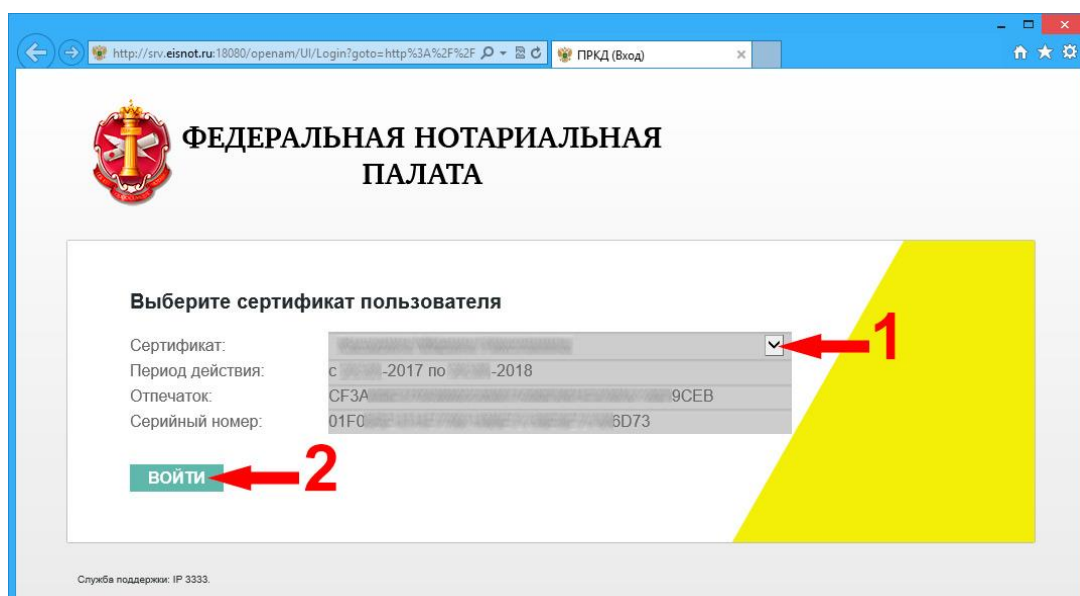 http://srv.eisnot.ru:18080/openam/UI/Login?goto=http%3A%2F%2F
ПРКД (Вход)
ФЕДЕРАЛЬНАЯ НОТАРИАЛЬНАЯ
ПАЛАТА
Выберите сертификат пользователя
Сертификат:
1
Период действия: с -2017 по -2018
Отпечаток: CF3A 9CEB
Серийный номер: 01F0 6D73
ВОЙТИ 2
Служба поддержки: IP 3333.